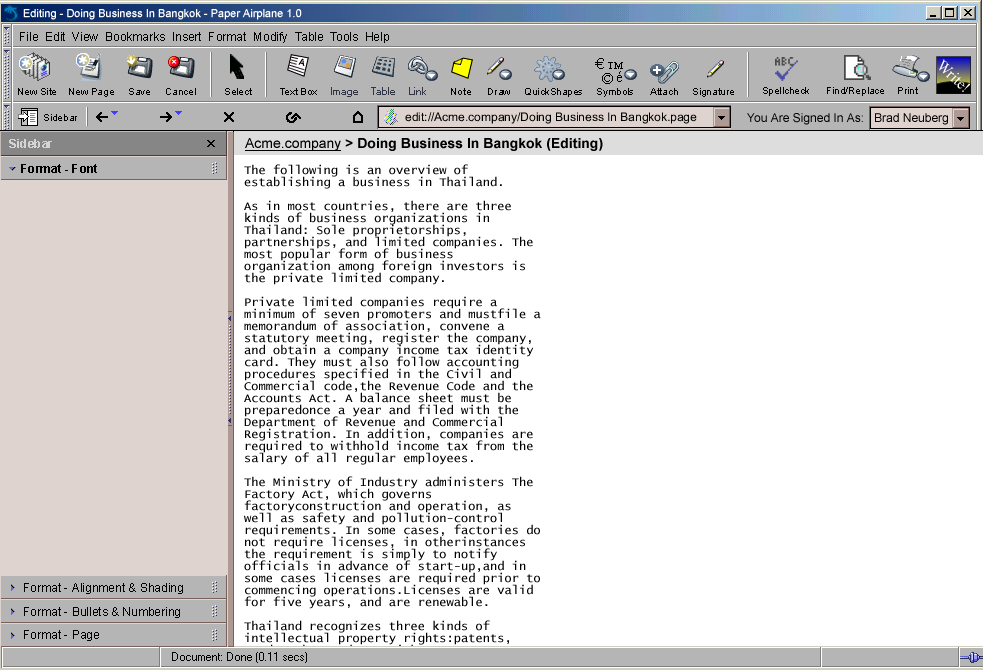 Editing - Doing Business In Bangkok - Paper Airplane 1.0
File Edit View Bookmarks Insert Format Modify Table Tools Help
New Site New Page Save Cancel Select Text Box Image Table Link Note Draw QuickShapes € TM © é Symbols Attach Signature ABC Spellcheck Find/Replace Print Write!
Sidebar edit://Acme.company/Doing Business In Bangkok.page You Are Signed In As: Brad Neuberg
Sidebar
Format - Font
Acme.company > Doing Business In Bangkok (Editing)
The following is an overview of
establishing a business in Thailand.
As in most countries, there are three
kinds of business organizations in
Thailand: Sole proprietorships,
partnerships, and limited companies. The
most popular form of business
organization among foreign investors is
the private limited company.
Private limited companies require a
minimum of seven promoters and mustfile a
memorandum of association, convene a
statutory meeting, register the company,
and obtain a company income tax identity
card. They must also follow accounting
procedures specified in the Civil and
Commercial code,the Revenue Code and the
Accounts Act. A balance sheet must be
preparedonce a year and filed with the
Department of Revenue and Commercial
Registration. In addition, companies are
required to withhold income tax from the
salary of all regular employees.
The Ministry of Industry administers The
Factory Act, which governs
factoryconstruction and operation, as
well as safety and pollution-control
requirements. In some cases, factories do
not require licenses, in otherinstances
the requirement is simply to notify
officials in advance of start-up,and in
some cases licenses are required prior to
commencing operations.Licenses are valid
for five years, and are renewable.
Thailand recognizes three kinds of
intellectual property rights:patents,
Format - Alignment & Shading
Format - Bullets & Numbering
Format - Page
Document: Done (0.11 secs)